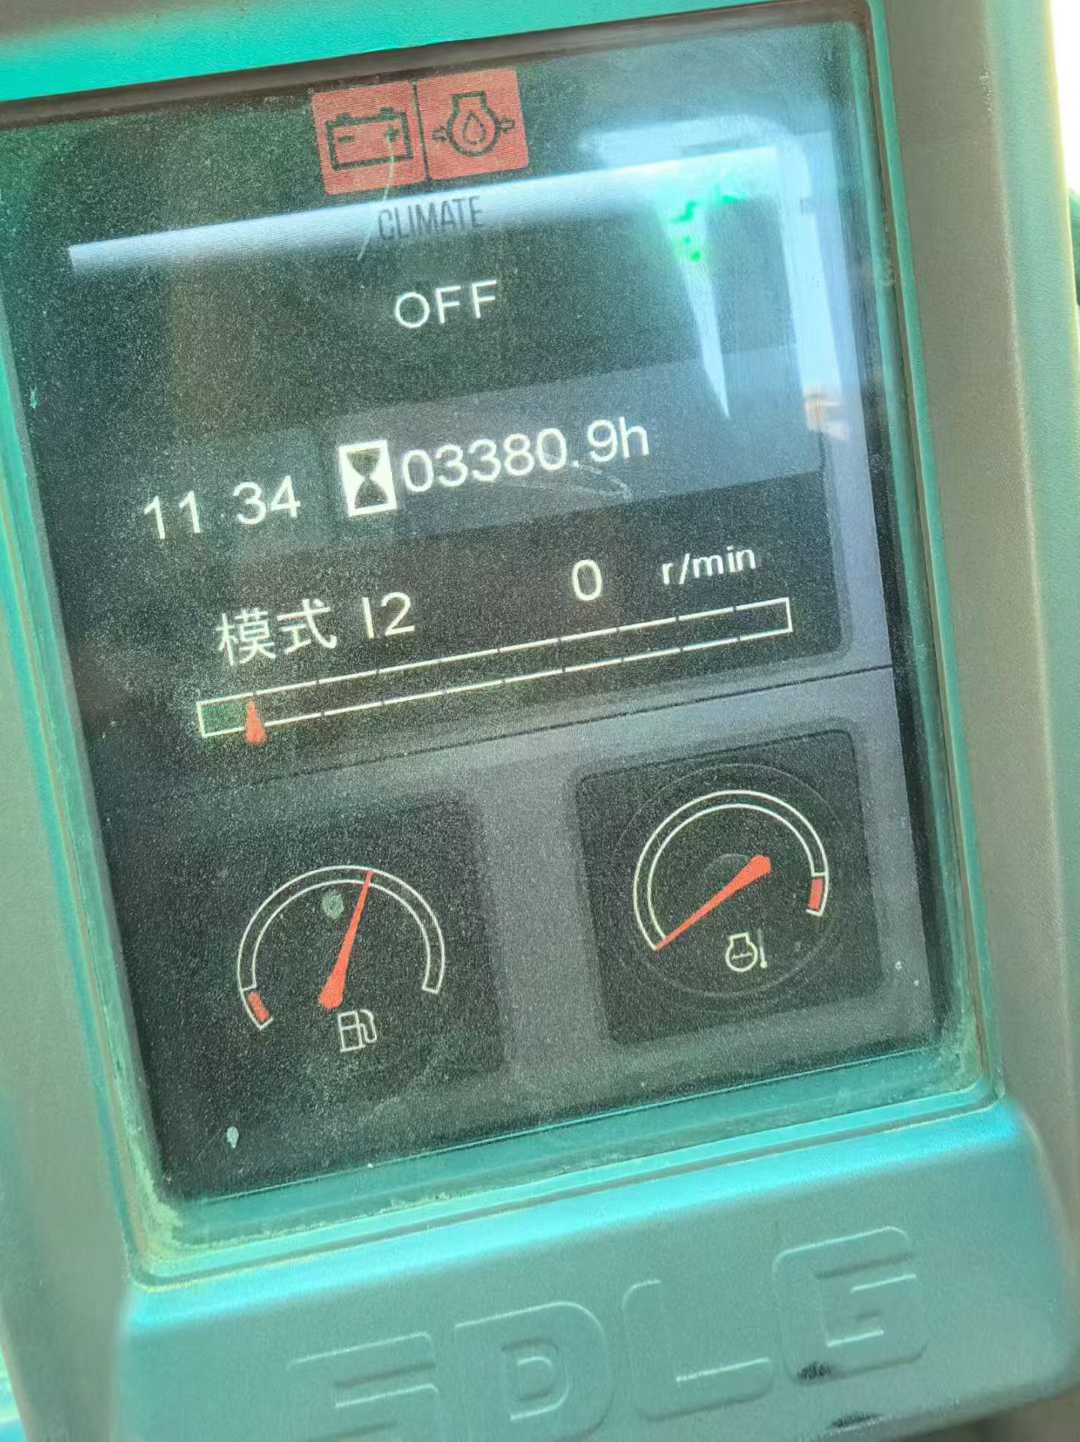 CLIMATE
OFF
11 34 03380.9h
模式 I2 0 r/min
SDLG